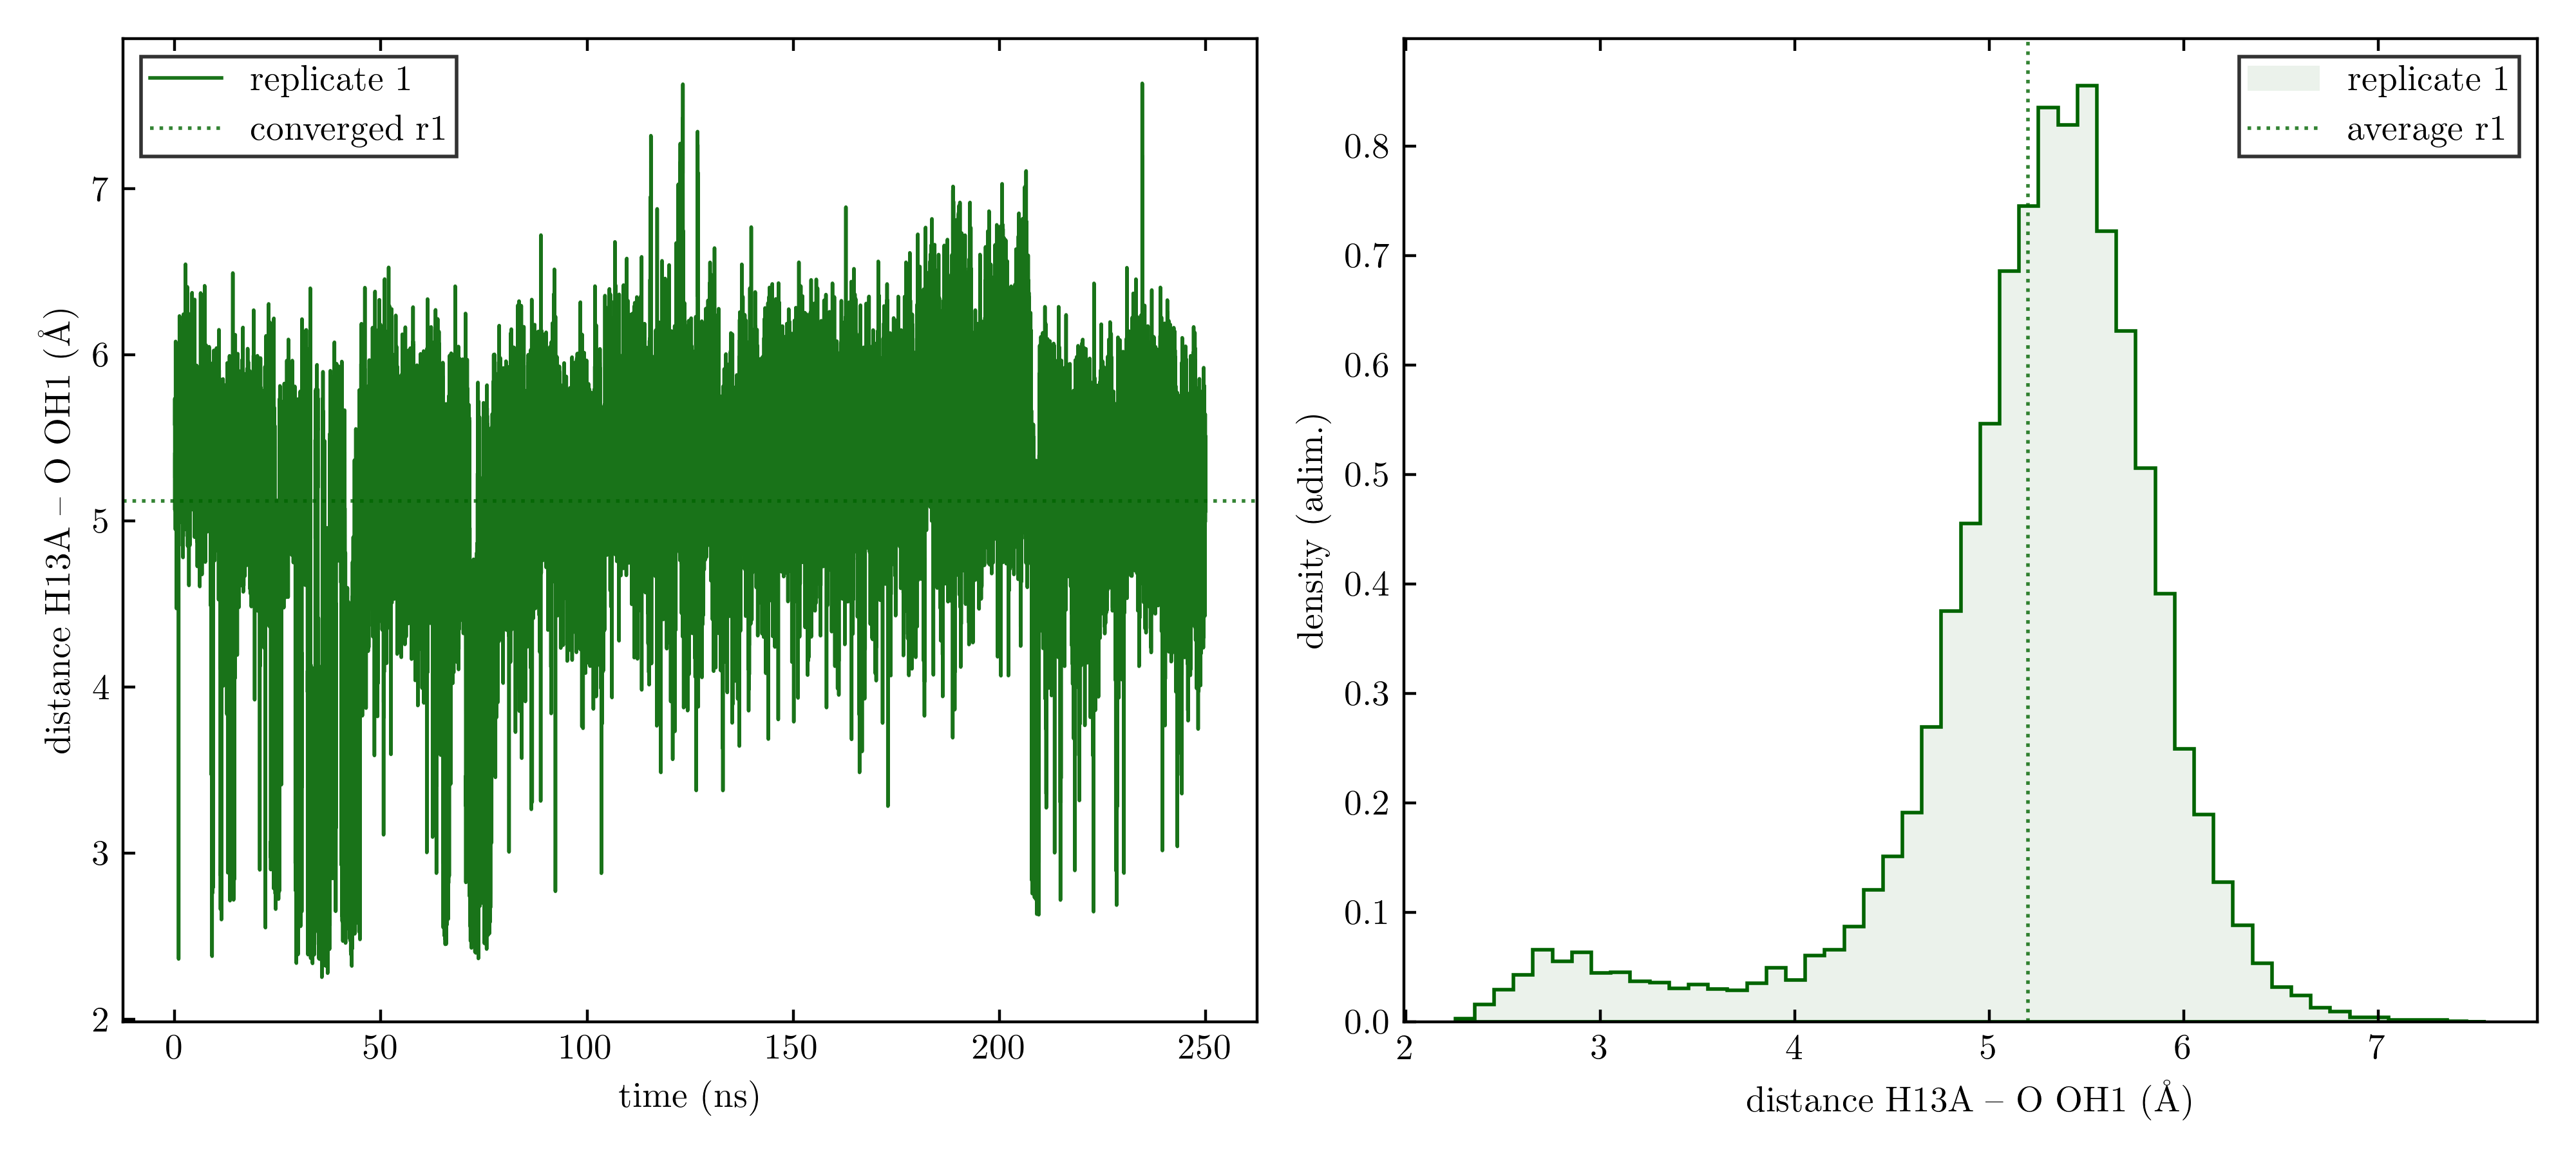 replicate 1
converged r1
7
6
5
4
3
2
distance H13A – O OH1 (Å)
0 50 100 150 200 250
time (ns)
replicate 1
average r1
0.8
0.7
0.6
0.5
0.4
0.3
0.2
0.1
0.0
density (adim.)
2 3 4 5 6 7
distance H13A – O OH1 (Å)